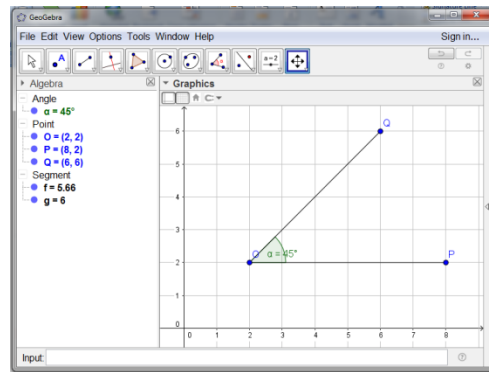 GeoGebra
File Edit View Options Tools Window Help
Sign in...
A
a=2
Algebra
Graphics
Angle
α = 45°
Point
O = (2, 2)
P = (8, 2)
Q = (6, 6)
Segment
f = 5.66
g = 6
6
5
4
3
2
1
0
0 1 2 3 4 5 6 7 8
Q
O
α = 45°
P
Input: